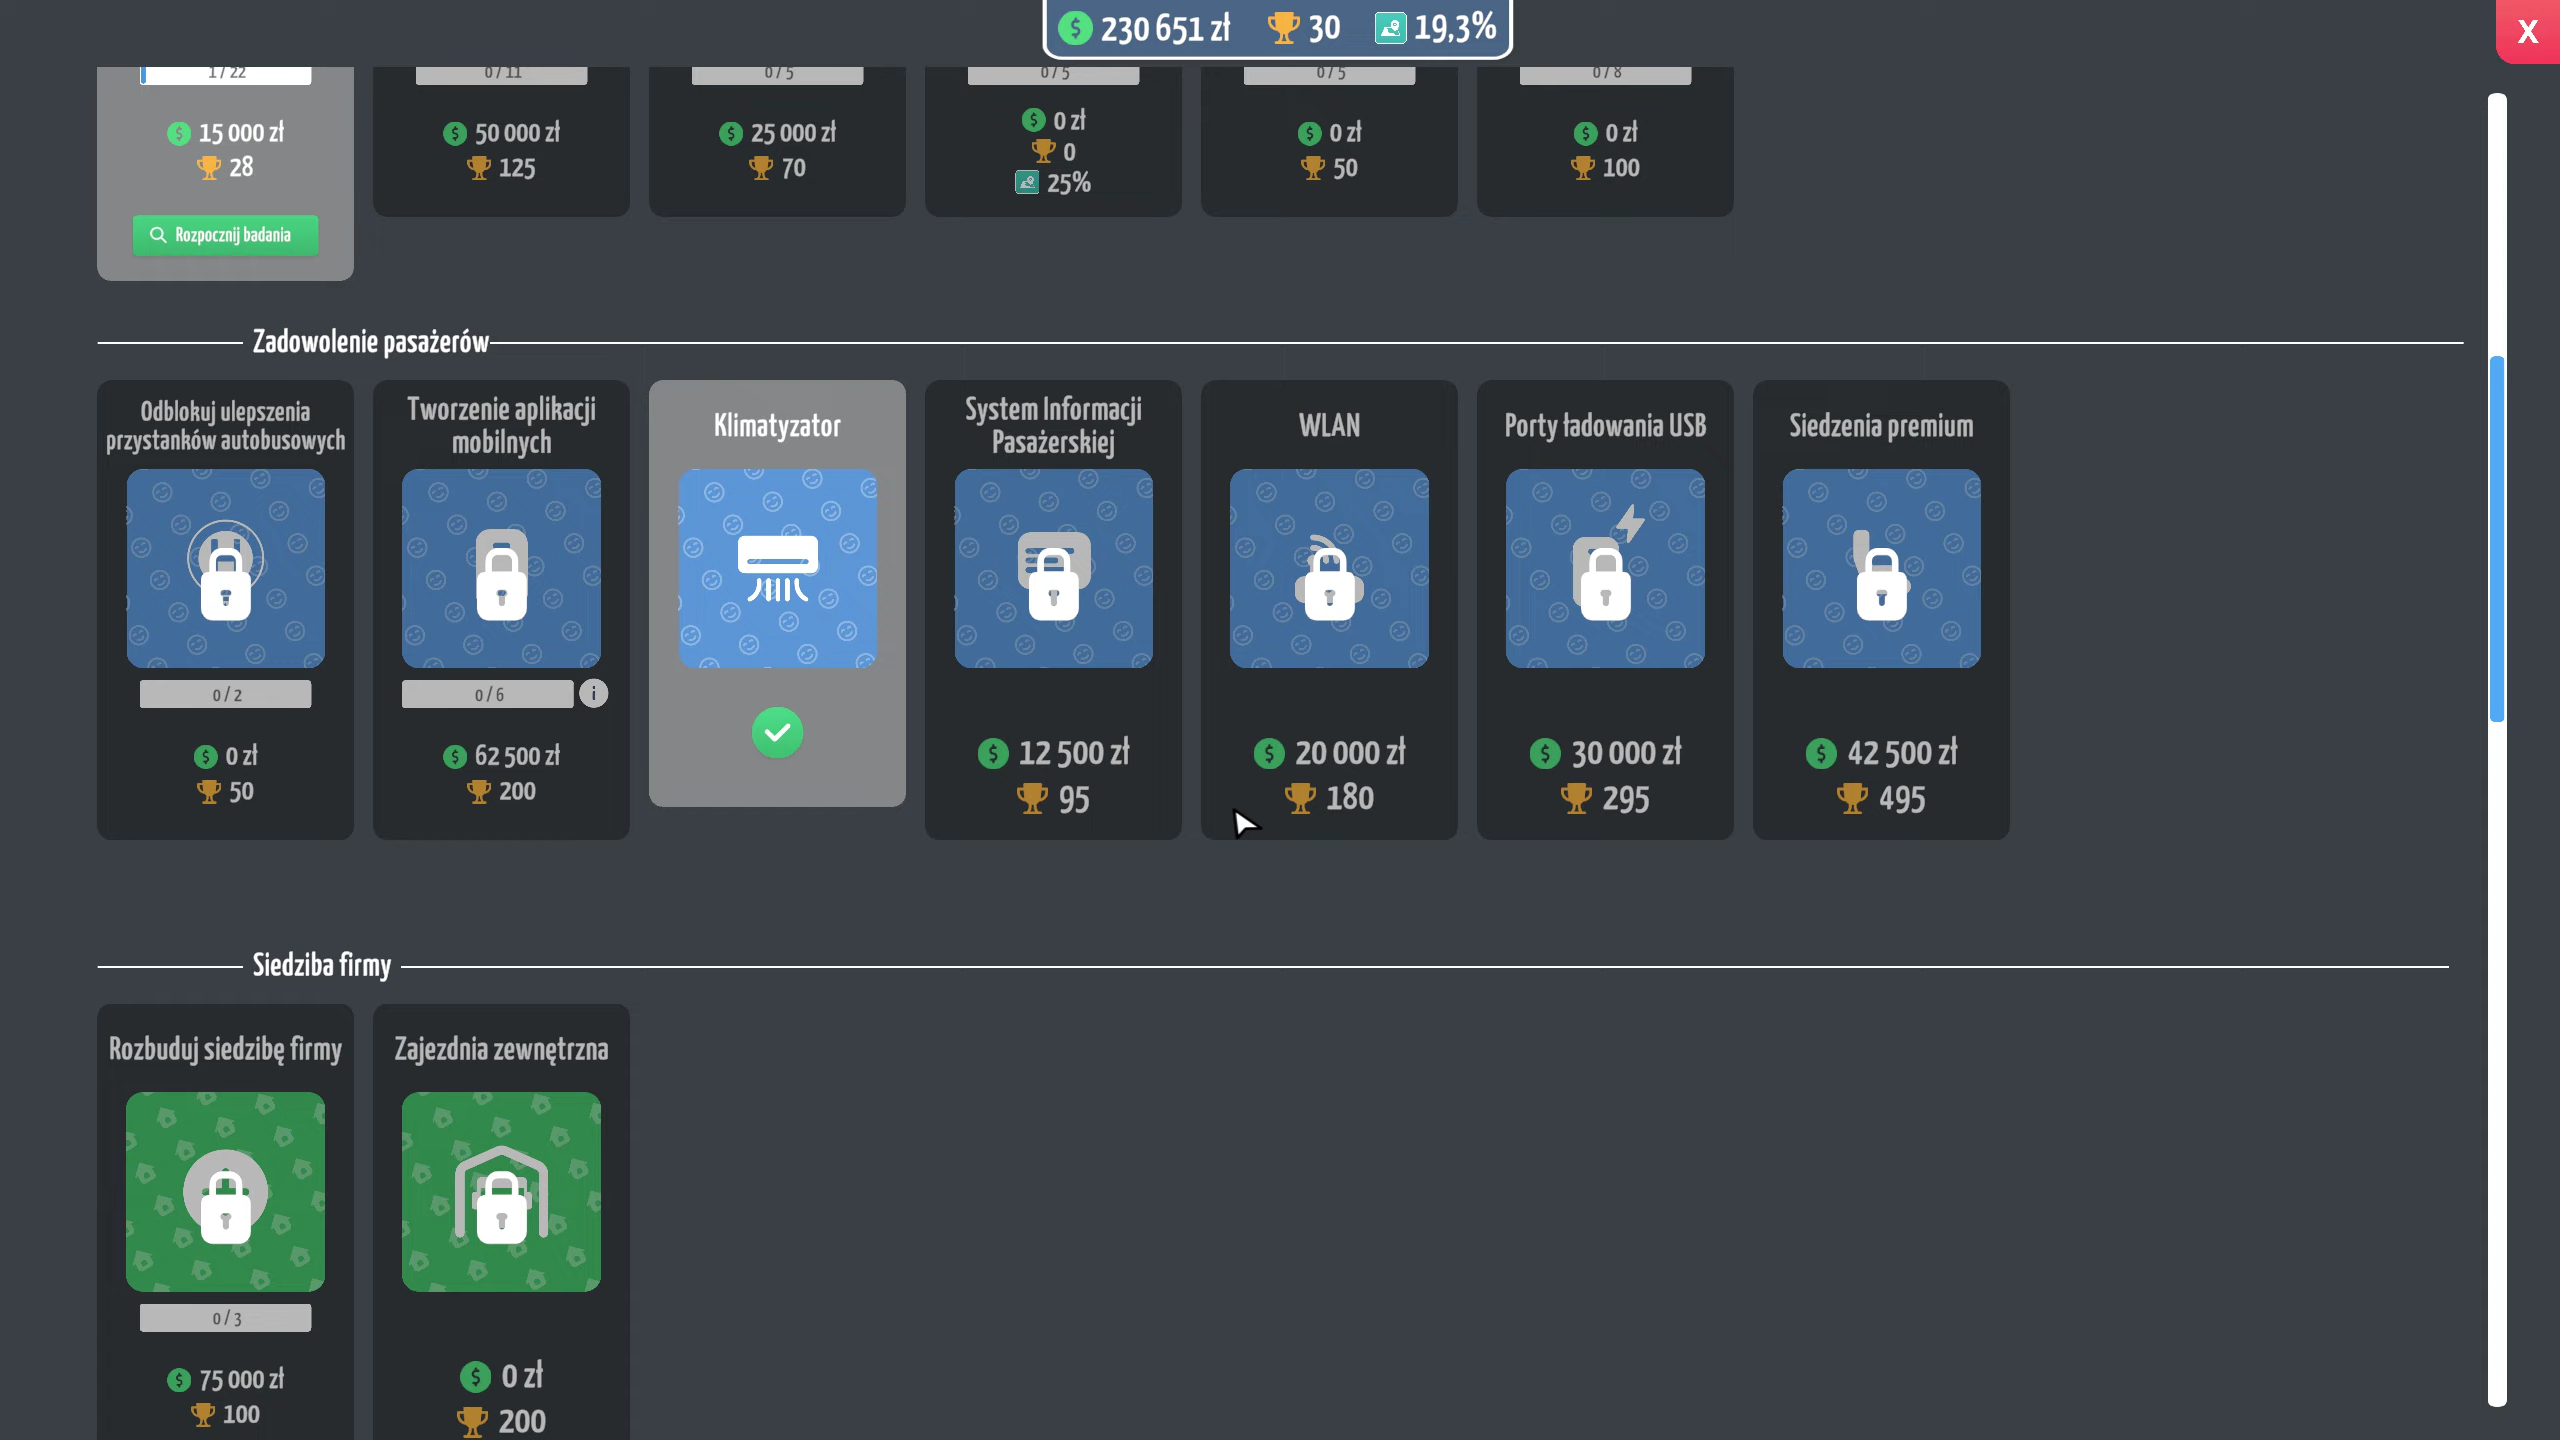 230 651 zł 30 19,3%
X
1 / 22 0 / 11 0 / 5 0 / 5 0 / 5 0 / 8
15 000 zł 50 000 zł 25 000 zł 0 zł 0 zł 0 zł
28 125 70 0 50 100
25%
Rozpocznij badania
Zadowolenie pasażerów
Odblokuj ulepszenia
przystanków autobusowych
Tworzenie aplikacji
mobilnych
Klimatyzator
System Informacji
Pasażerskiej
WLAN
Porty ładowania USB
Siedzenia premium
0 / 2 0 / 6 i
0 zł 62 500 zł 12 500 zł 20 000 zł 30 000 zł 42 500 zł
50 200 95 180 295 495
Siedziba firmy
Rozbuduj siedzibę firmy
Zajezdnia zewnętrzna
0 / 3
75 000 zł 0 zł
100 200